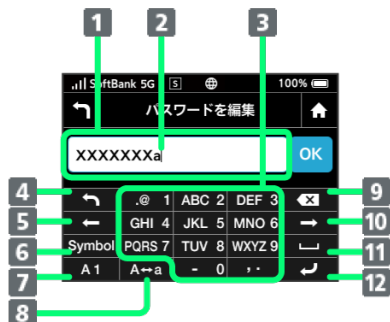 1 2 3
SoftBank 5G S 100%
パスワードを編集
XXXXXXXa OK
4 .@ 1 ABC 2 DEF 3 9
5 GHI 4 JKL 5 MNO 6 10
6 Symbol PQRS 7 TUV 8 WXYZ 9 11
7 A 1 A↔a - 0 , . 12
8